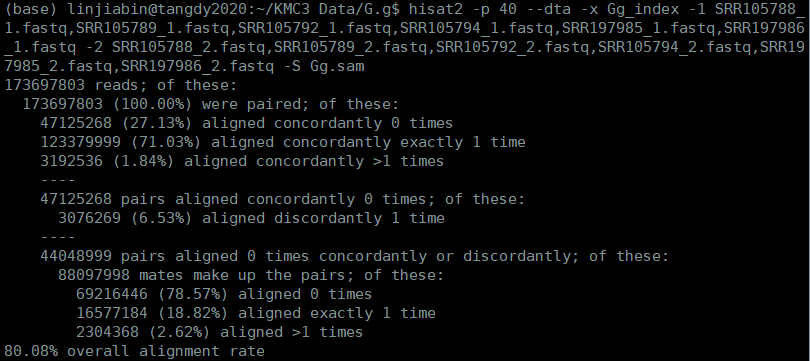 (base) linjiabin@tangdy2020:~/KMC3 Data/G.g$ hisat2 -p 40 --dta -x Gg_index -1 SRR105788_
1.fastq,SRR105789_1.fastq,SRR105792_1.fastq,SRR105794_1.fastq,SRR197985_1.fastq,SRR197986
_1.fastq -2 SRR105788_2.fastq,SRR105789_2.fastq,SRR105792_2.fastq,SRR105794_2.fastq,SRR19
7985_2.fastq,SRR197986_2.fastq -S Gg.sam
173697803 reads; of these:
  173697803 (100.00%) were paired; of these:
    47125268 (27.13%) aligned concordantly 0 times
    123379999 (71.03%) aligned concordantly exactly 1 time
    3192536 (1.84%) aligned concordantly >1 times
    ----
    47125268 pairs aligned concordantly 0 times; of these:
      3076269 (6.53%) aligned discordantly 1 time
    ----
    44048999 pairs aligned 0 times concordantly or discordantly; of these:
      88097998 mates make up the pairs; of these:
        69216446 (78.57%) aligned 0 times
        16577184 (18.82%) aligned exactly 1 time
        2304368 (2.62%) aligned >1 times
80.08% overall alignment rate